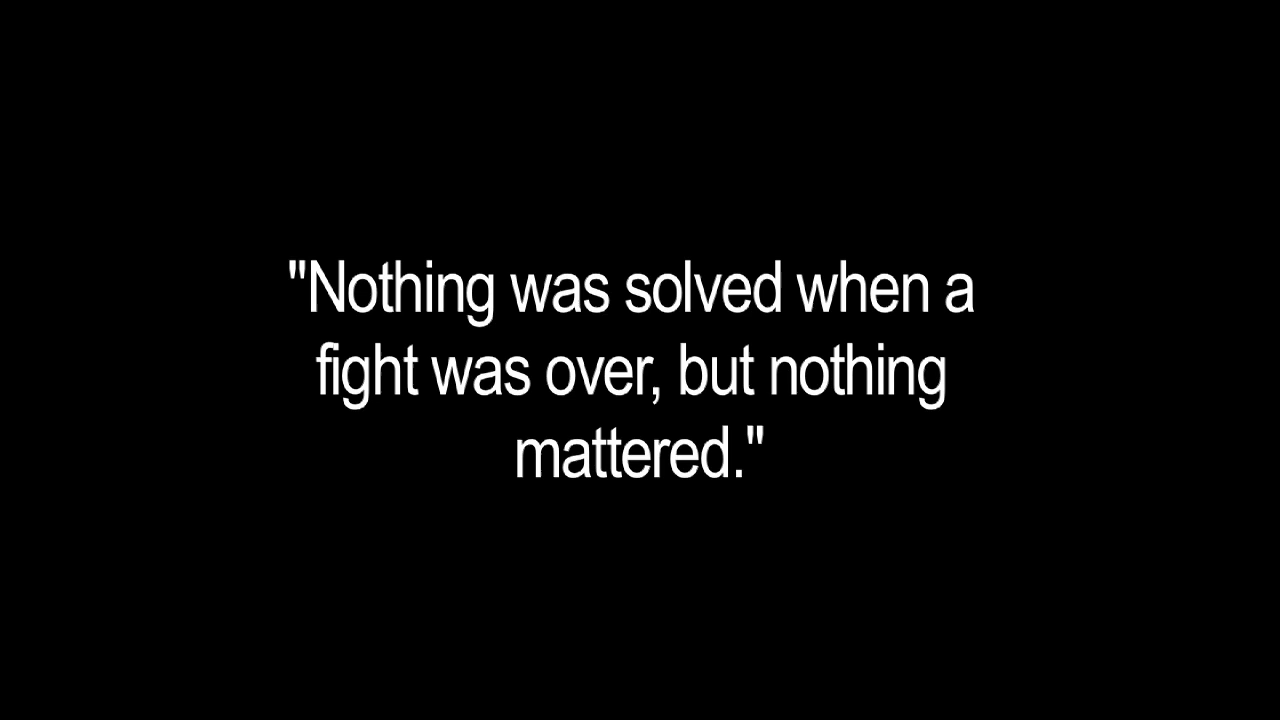 "Nothing was solved when a
fight was over, but nothing
mattered."